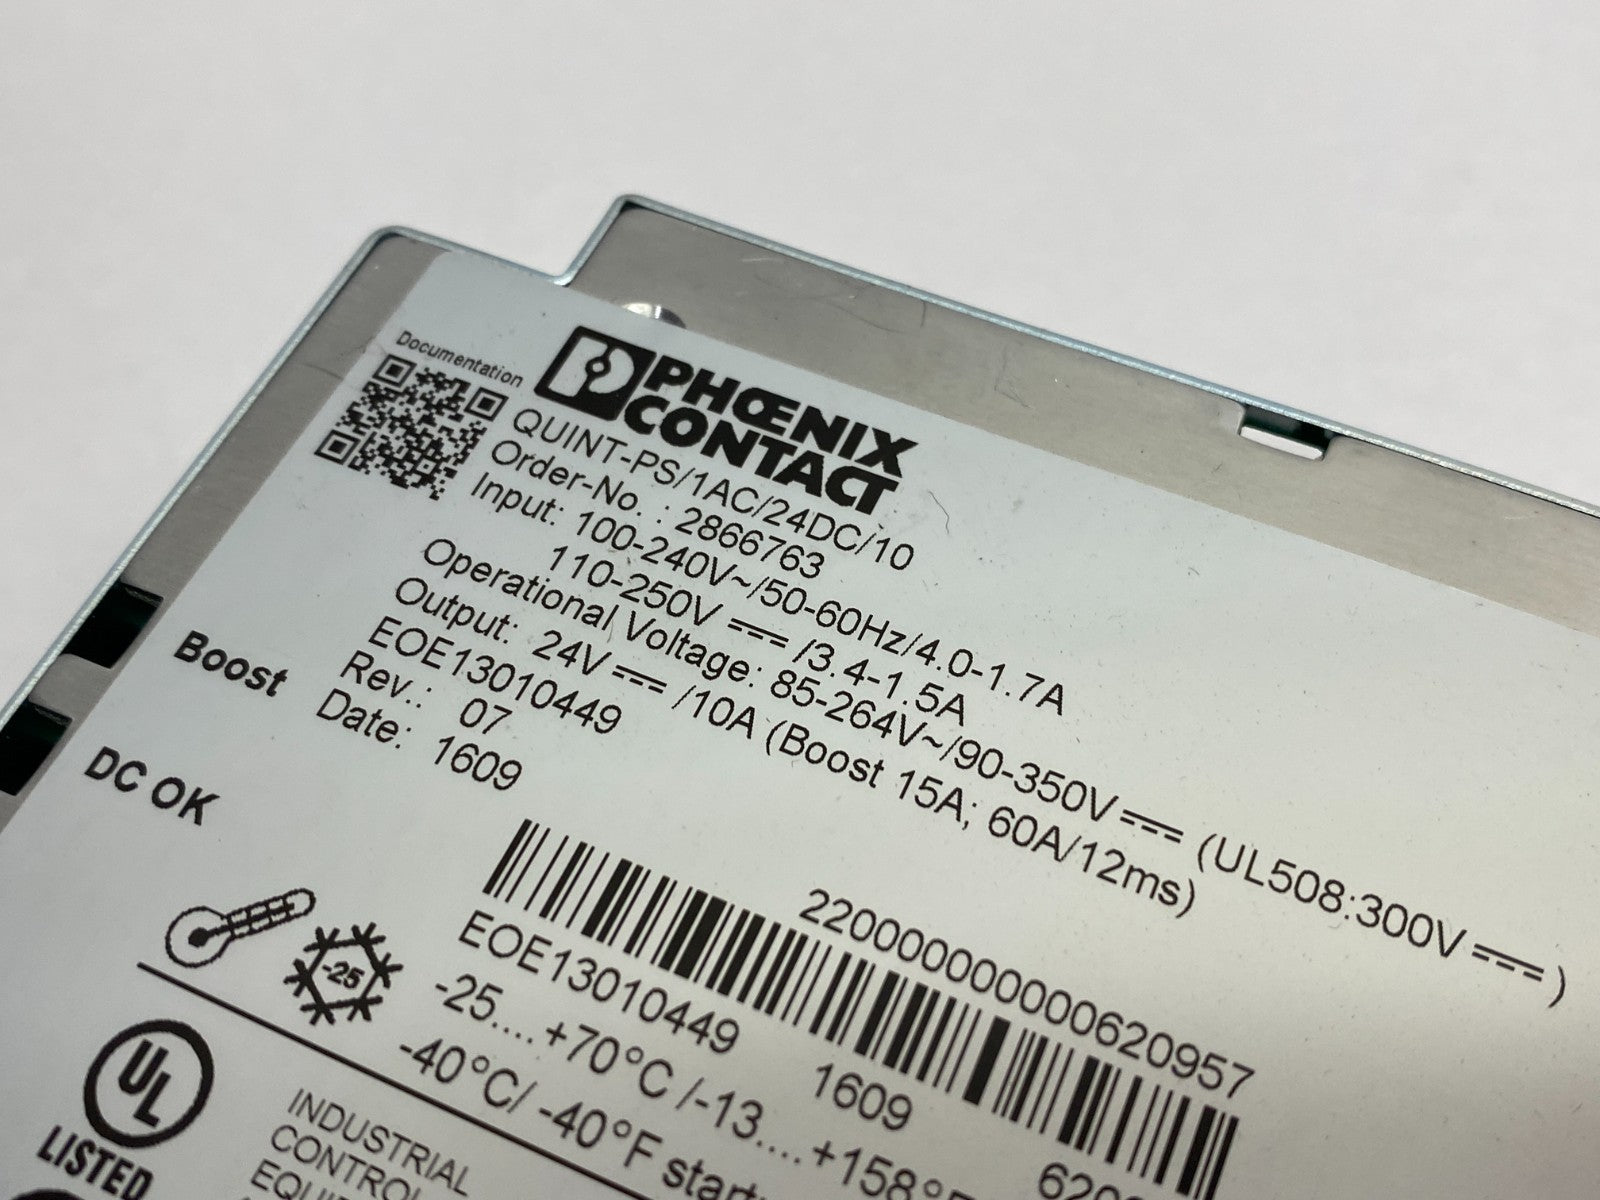 Documentation
PHŒNIX
CONTACT
QUINT-PS/1AC/24DC/10
Order-No. : 2866763
Input: 100-240V~/50-60Hz/4.0-1.7A
110-250V⎓/3.4-1.5A
Operational Voltage: 85-264V~/90-350V⎓ (UL508:300V⎓)
Output: 24V⎓/10A (Boost 15A; 60A/12ms)
EOE13010449
Rev.: 07
Date: 1609
Boost
DC OK
2200000000620957
EOE13010449 1609
-25
-25....+70°C /-13....+158°F
-40°C/ -40°F
UL
LISTED
INDUSTRIAL
CONTROL